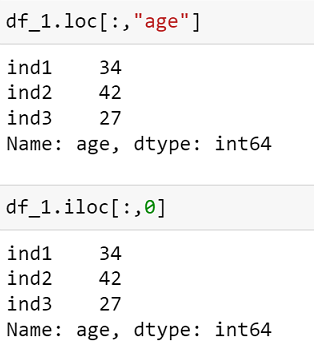 df_1.loc[:,"age"]
ind1    34
ind2    42
ind3    27
Name: age, dtype: int64
df_1.iloc[:,0]
ind1    34
ind2    42
ind3    27
Name: age, dtype: int64